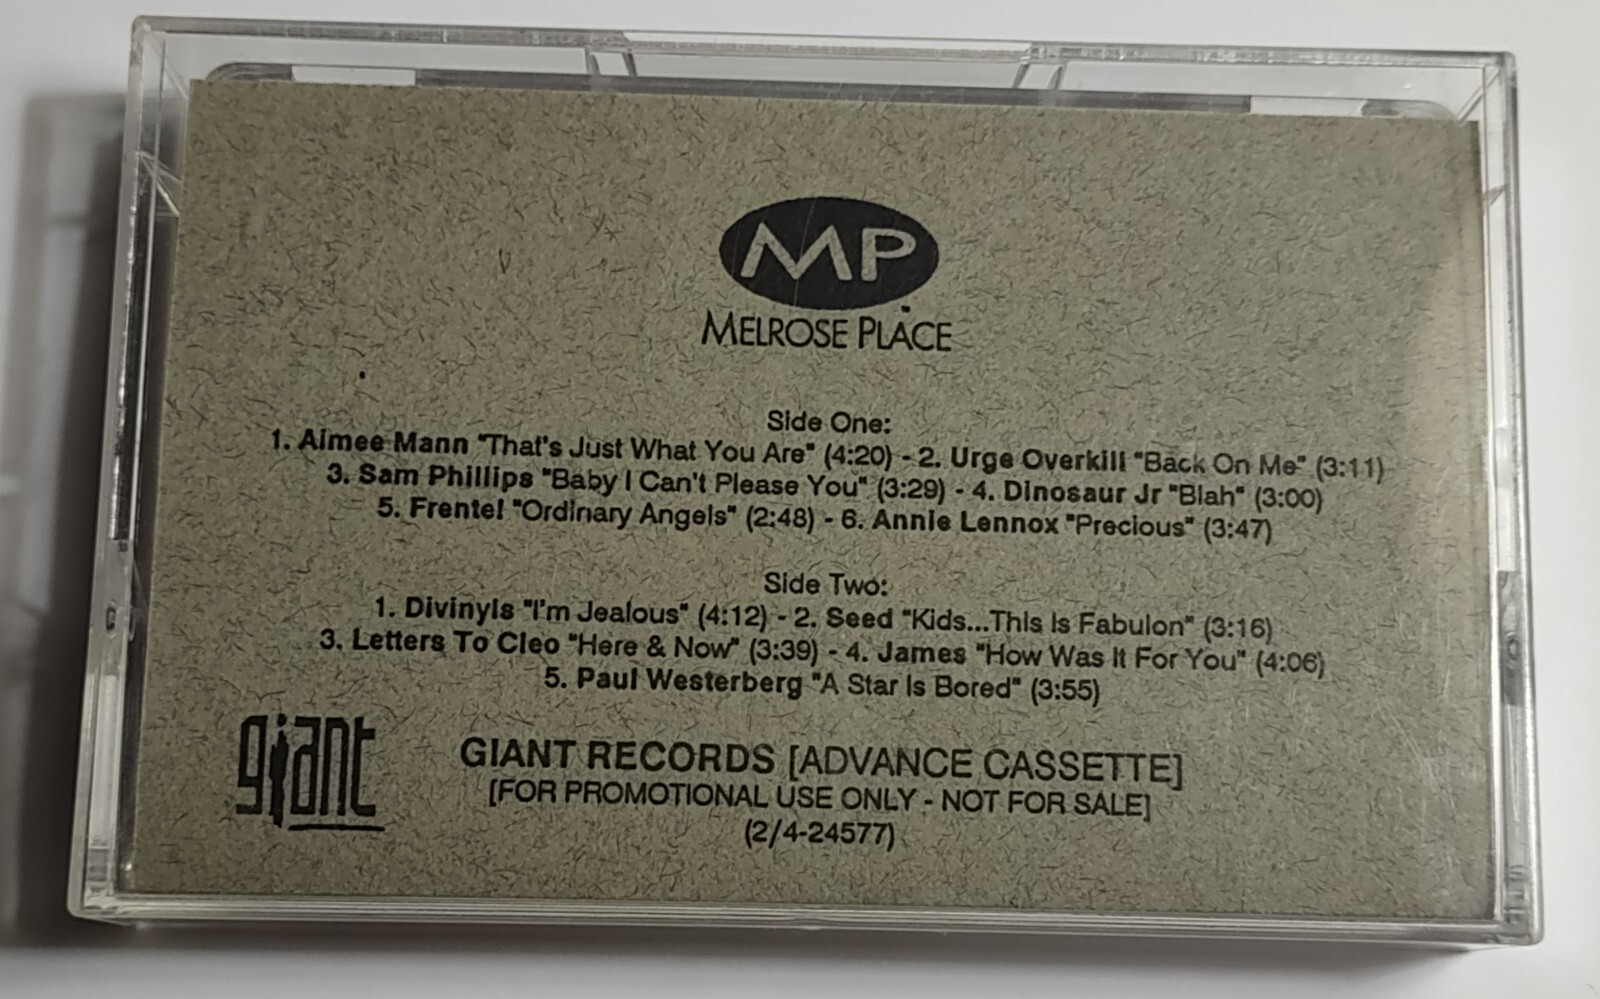 MP
MELROSE PLACE
Side One:
1. Aimee Mann "That's Just What You Are" (4:20) - 2. Urge Overkill "Back On Me" (3:11)
3. Sam Phillips "Baby I Can't Please You" (3:29) - 4. Dinosaur Jr "Blah" (3:00)
5. Frente! "Ordinary Angels" (2:48) - 6. Annie Lennox "Precious" (3:47)
Side Two:
1. Divinyls "I'm Jealous" (4:12) - 2. Seed "Kids...This Is Fabulon" (3:16)
3. Letters To Cleo "Here & Now" (3:39) - 4. James "How Was It For You" (4:06)
5. Paul Westerberg "A Star Is Bored" (3:55)
giant
GIANT RECORDS [ADVANCE CASSETTE]
[FOR PROMOTIONAL USE ONLY - NOT FOR SALE]
(2/4-24577)